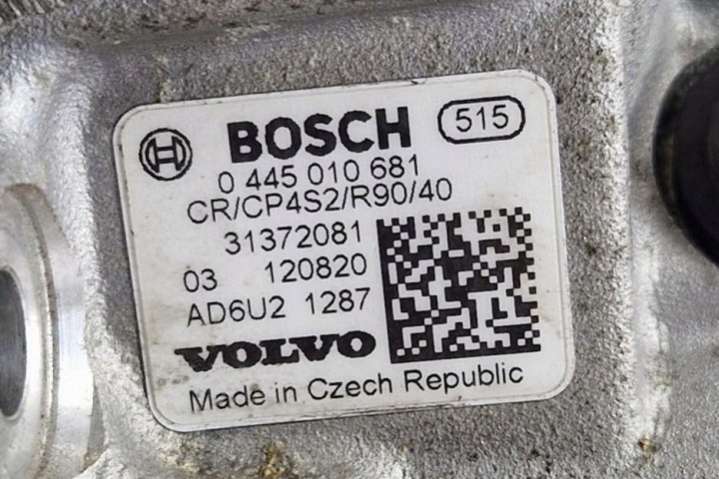 BOSCH 515
0 445 010 681
CR/CP4S2/R90/40
31372081
03 120820
AD6U2 1287
VOLVO
Made in Czech Republic